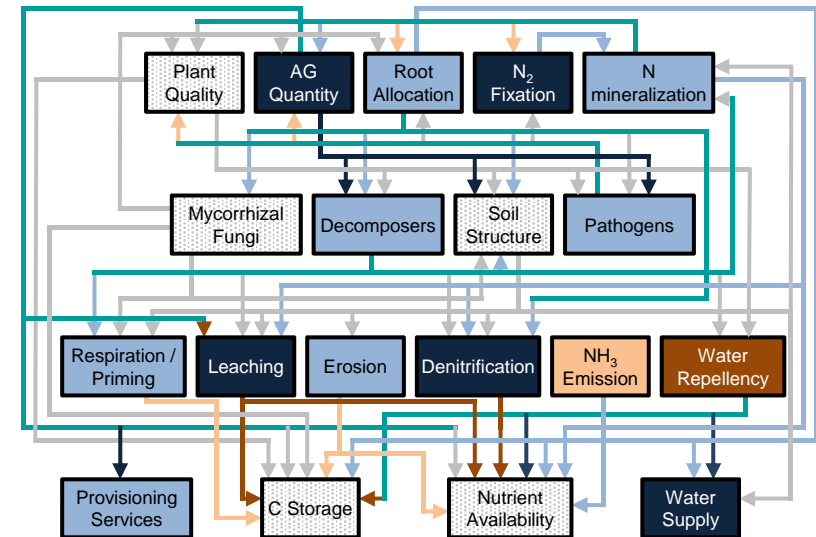 Plant
Quality
AG
Quantity
Root
Allocation
N2
Fixation
N
mineralization
Mycorrhizal
Fungi
Decomposers
Soil
Structure
Pathogens
Respiration /
Priming
Leaching
Erosion
Denitrification
NH3
Emission
Water
Repellency
Provisioning
Services
C Storage
Nutrient
Availability
Water
Supply